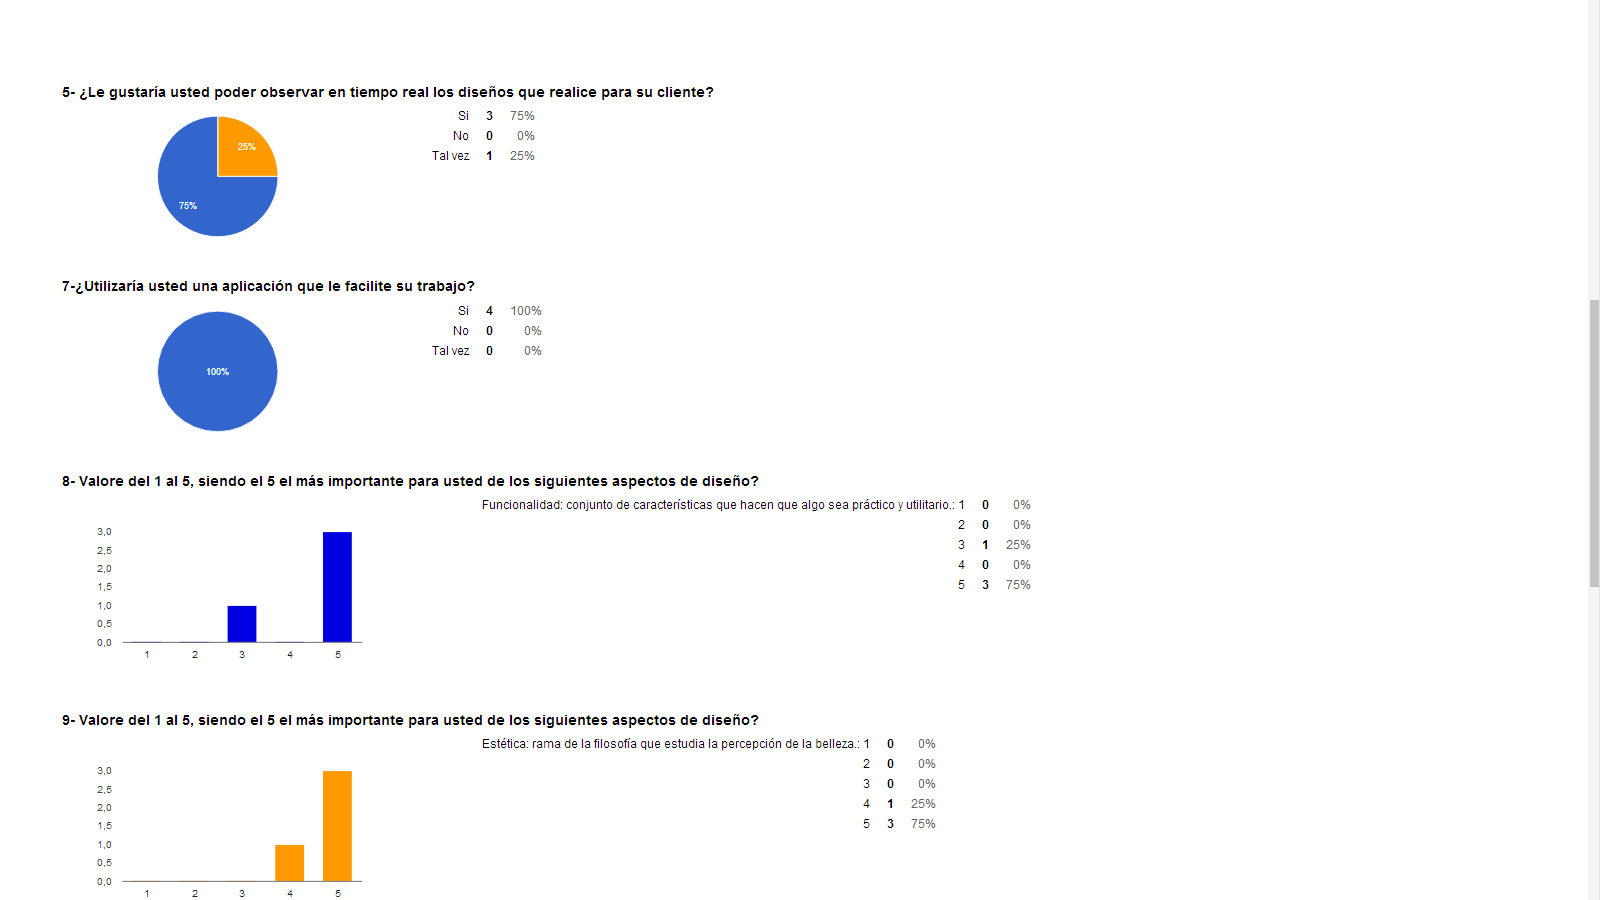 5- ¿Le gustaría usted poder observar en tiempo real los diseños que realice para su cliente?
Si 3 75%
No 0 0%
Tal vez 1 25%
25%
75%
7-¿Utilizaría usted una aplicación que le facilite su trabajo?
Si 4 100%
No 0 0%
Tal vez 0 0%
100%
8- Valore del 1 al 5, siendo el 5 el más importante para usted de los siguientes aspectos de diseño?
Funcionalidad: conjunto de características que hacen que algo sea práctico y utilitario.: 1 0 0%
2 0 0%
3 1 25%
4 0 0%
5 3 75%
3,0
2,5
2,0
1,5
1,0
0,5
0,0
1 2 3 4 5
9- Valore del 1 al 5, siendo el 5 el más importante para usted de los siguientes aspectos de diseño?
Estética: rama de la filosofía que estudia la percepción de la belleza.: 1 0 0%
2 0 0%
3 0 0%
4 1 25%
5 3 75%
3,0
2,5
2,0
1,5
1,0
0,5
0,0
1 2 3 4 5